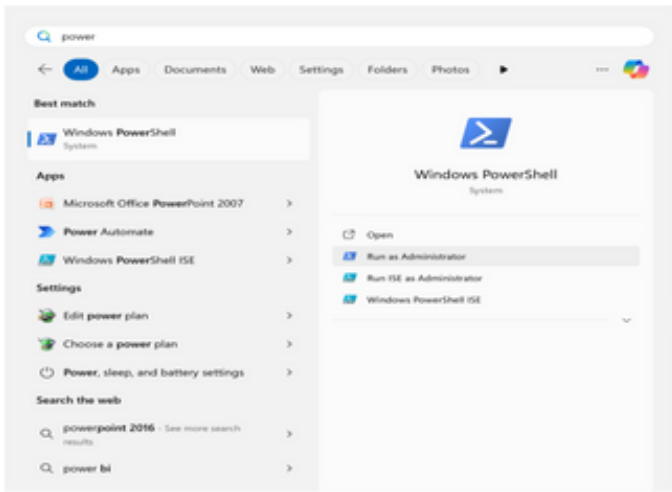 power
All Apps Documents Web Settings Folders Photos
Best match
Windows PowerShell
System
Apps
Microsoft Office PowerPoint 2007
Power Automate
Windows PowerShell ISE
Settings
Edit power plan
Choose a power plan
Power, sleep, and battery settings
Search the web
powerpoint 2016 - See more search
results
power bi
Windows PowerShell
System
Open
Run as Administrator
Run ISE as Administrator
Windows PowerShell ISE